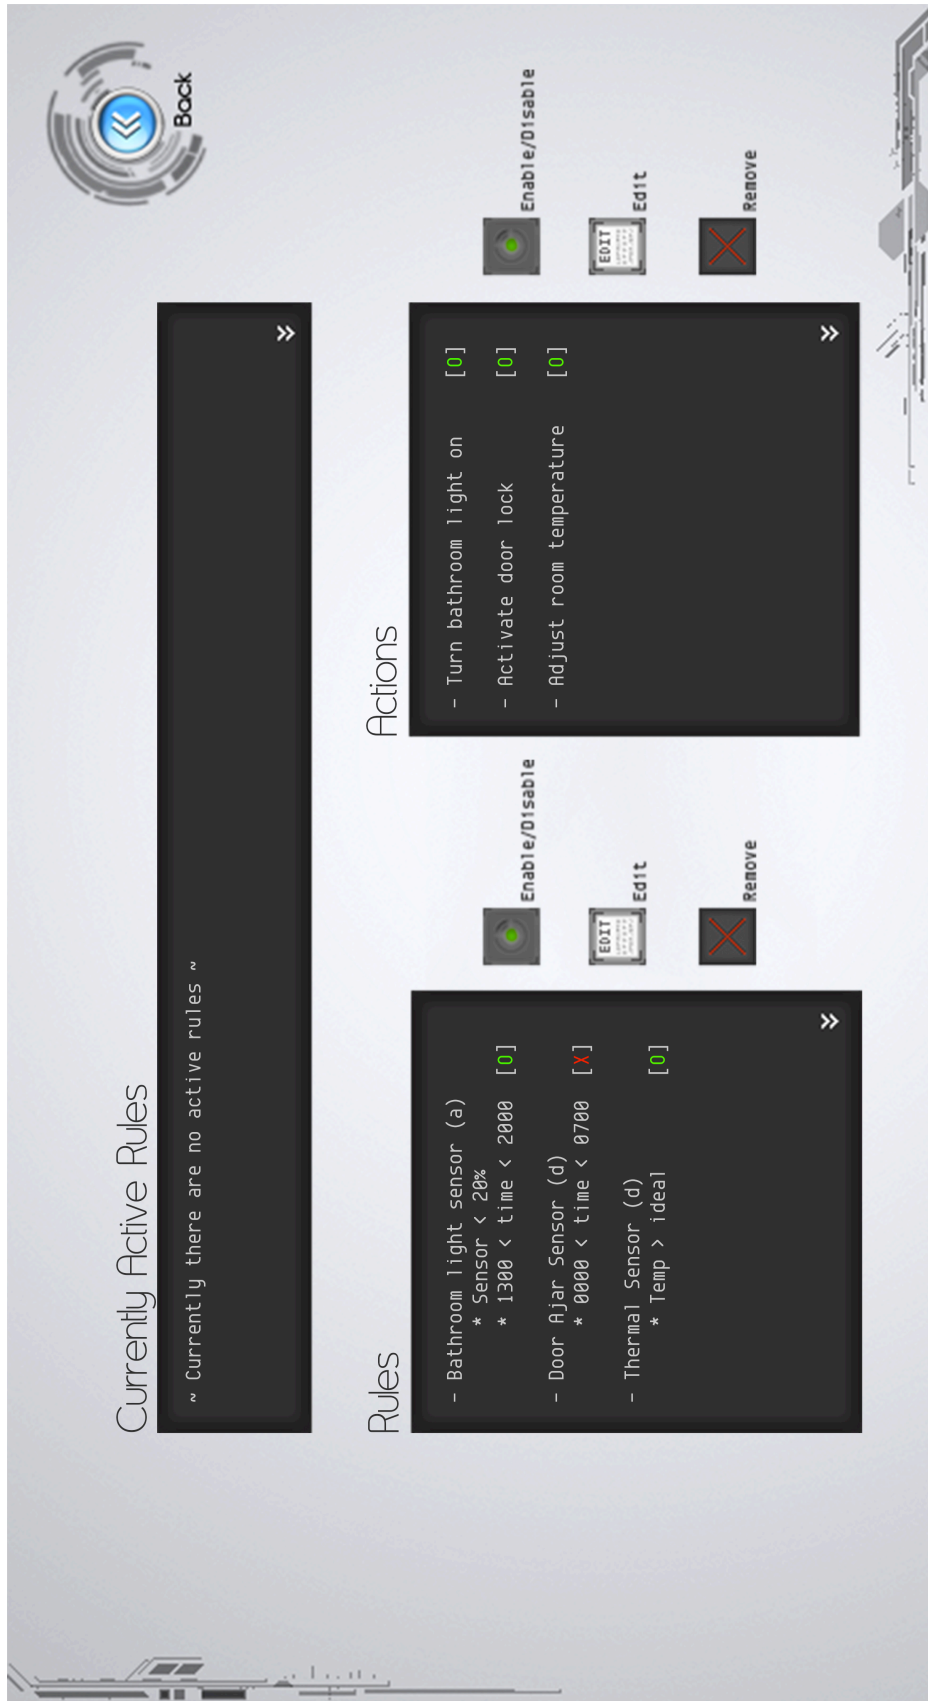 Back
Currently Active Rules
~ Currently there are no active rules ~
Rules
- Bathroom light sensor (a)
* Sensor < 20%
* 1300 < time < 2000 [O]
- Door Ajar Sensor (d)
* 0000 < time < 0700 [X]
- Thermal Sensor (d)
* Temp > ideal [O]
Enable/Disable
EDIT
Edit
Remove
Actions
- Turn bathroom light on [O]
- Activate door lock [O]
- Adjust room temperature [O]
Enable/Disable
EDIT
Edit
Remove